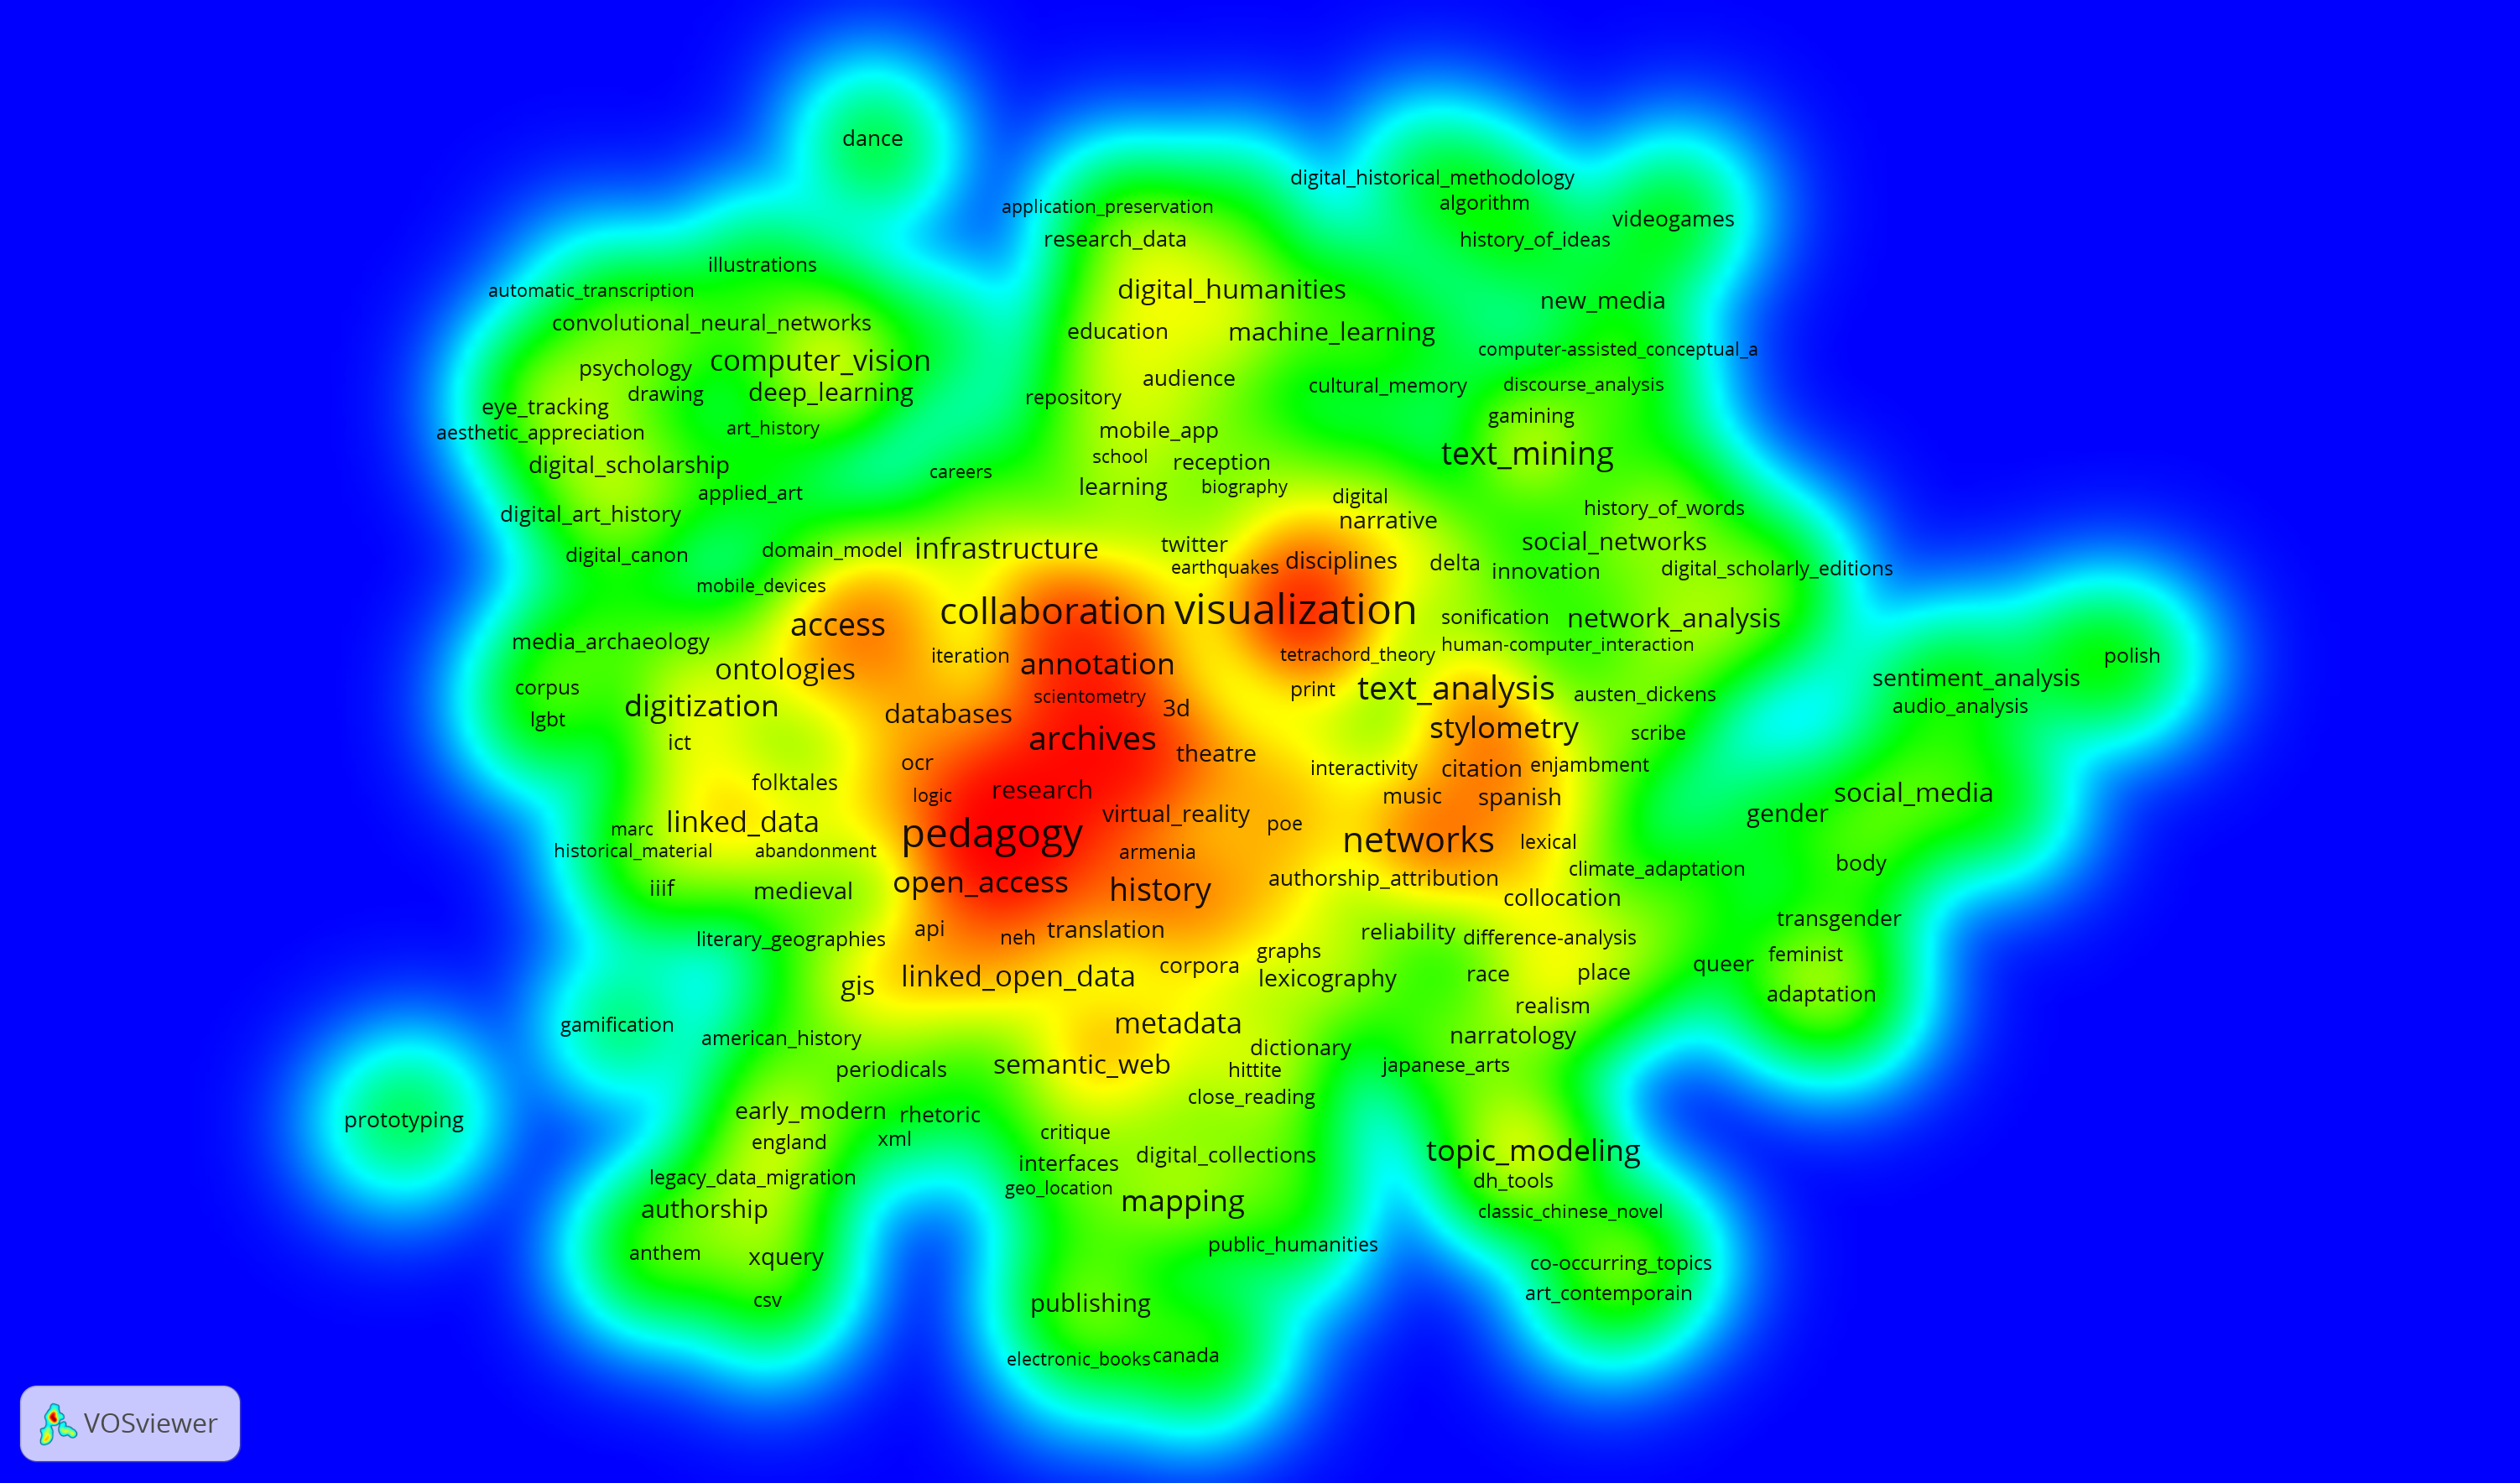 dance
digital_historical_methodology
application_preservation
algorithm
videogames
research_data
history_of_ideas
illustrations
automatic_transcription
digital_humanities
new_media
convolutional_neural_networks
education
machine_learning
computer-assisted_conceptual_a
psychology
computer_vision
audience
cultural_memory
discourse_analysis
drawing
deep_learning
repository
eye_tracking
gamining
aesthetic_appreciation
art_history
mobile_app
text_mining
school
reception
digital_scholarship
careers
learning
biography
applied_art
digital
digital_art_history
narrative
history_of_words
digital_canon
domain_model
infrastructure
twitter
social_networks
earthquakes
disciplines
delta
innovation
digital_scholarly_editions
mobile_devices
collaboration
visualization
access
sonification
network_analysis
media_archaeology
iteration
tetrachord_theory
human-computer_interaction
polish
ontologies
annotation
sentiment_analysis
corpus
scientometry
print
text_analysis
austen_dickens
digitization
databases
3d
audio_analysis
lgbt
stylometry
scribe
ict
archives
theatre
ocr
interactivity
citation
enjambment
folktales
research
logic
music
spanish
social_media
linked_data
virtual_reality
gender
marc
pedagogy
poe
networks
lexical
historical_material
abandonment
armenia
body
climate_adaptation
iiif
medieval
open_access
history
authorship_attribution
collocation
transgender
literary_geographies
api
neh
translation
reliability
difference-analysis
graphs
feminist
gis
linked_open_data
corpora
lexicography
race
place
queer
adaptation
realism
gamification
metadata
american_history
narratology
dictionary
periodicals
semantic_web
hittite
japanese_arts
close_reading
prototyping
early_modern
rhetoric
england
xml
critique
topic_modeling
interfaces
digital_collections
legacy_data_migration
geo_location
dh_tools
authorship
mapping
classic_chinese_novel
anthem
xquery
public_humanities
co-occurring_topics
csv
publishing
art_contemporain
electronic_books
canada
VOSviewer